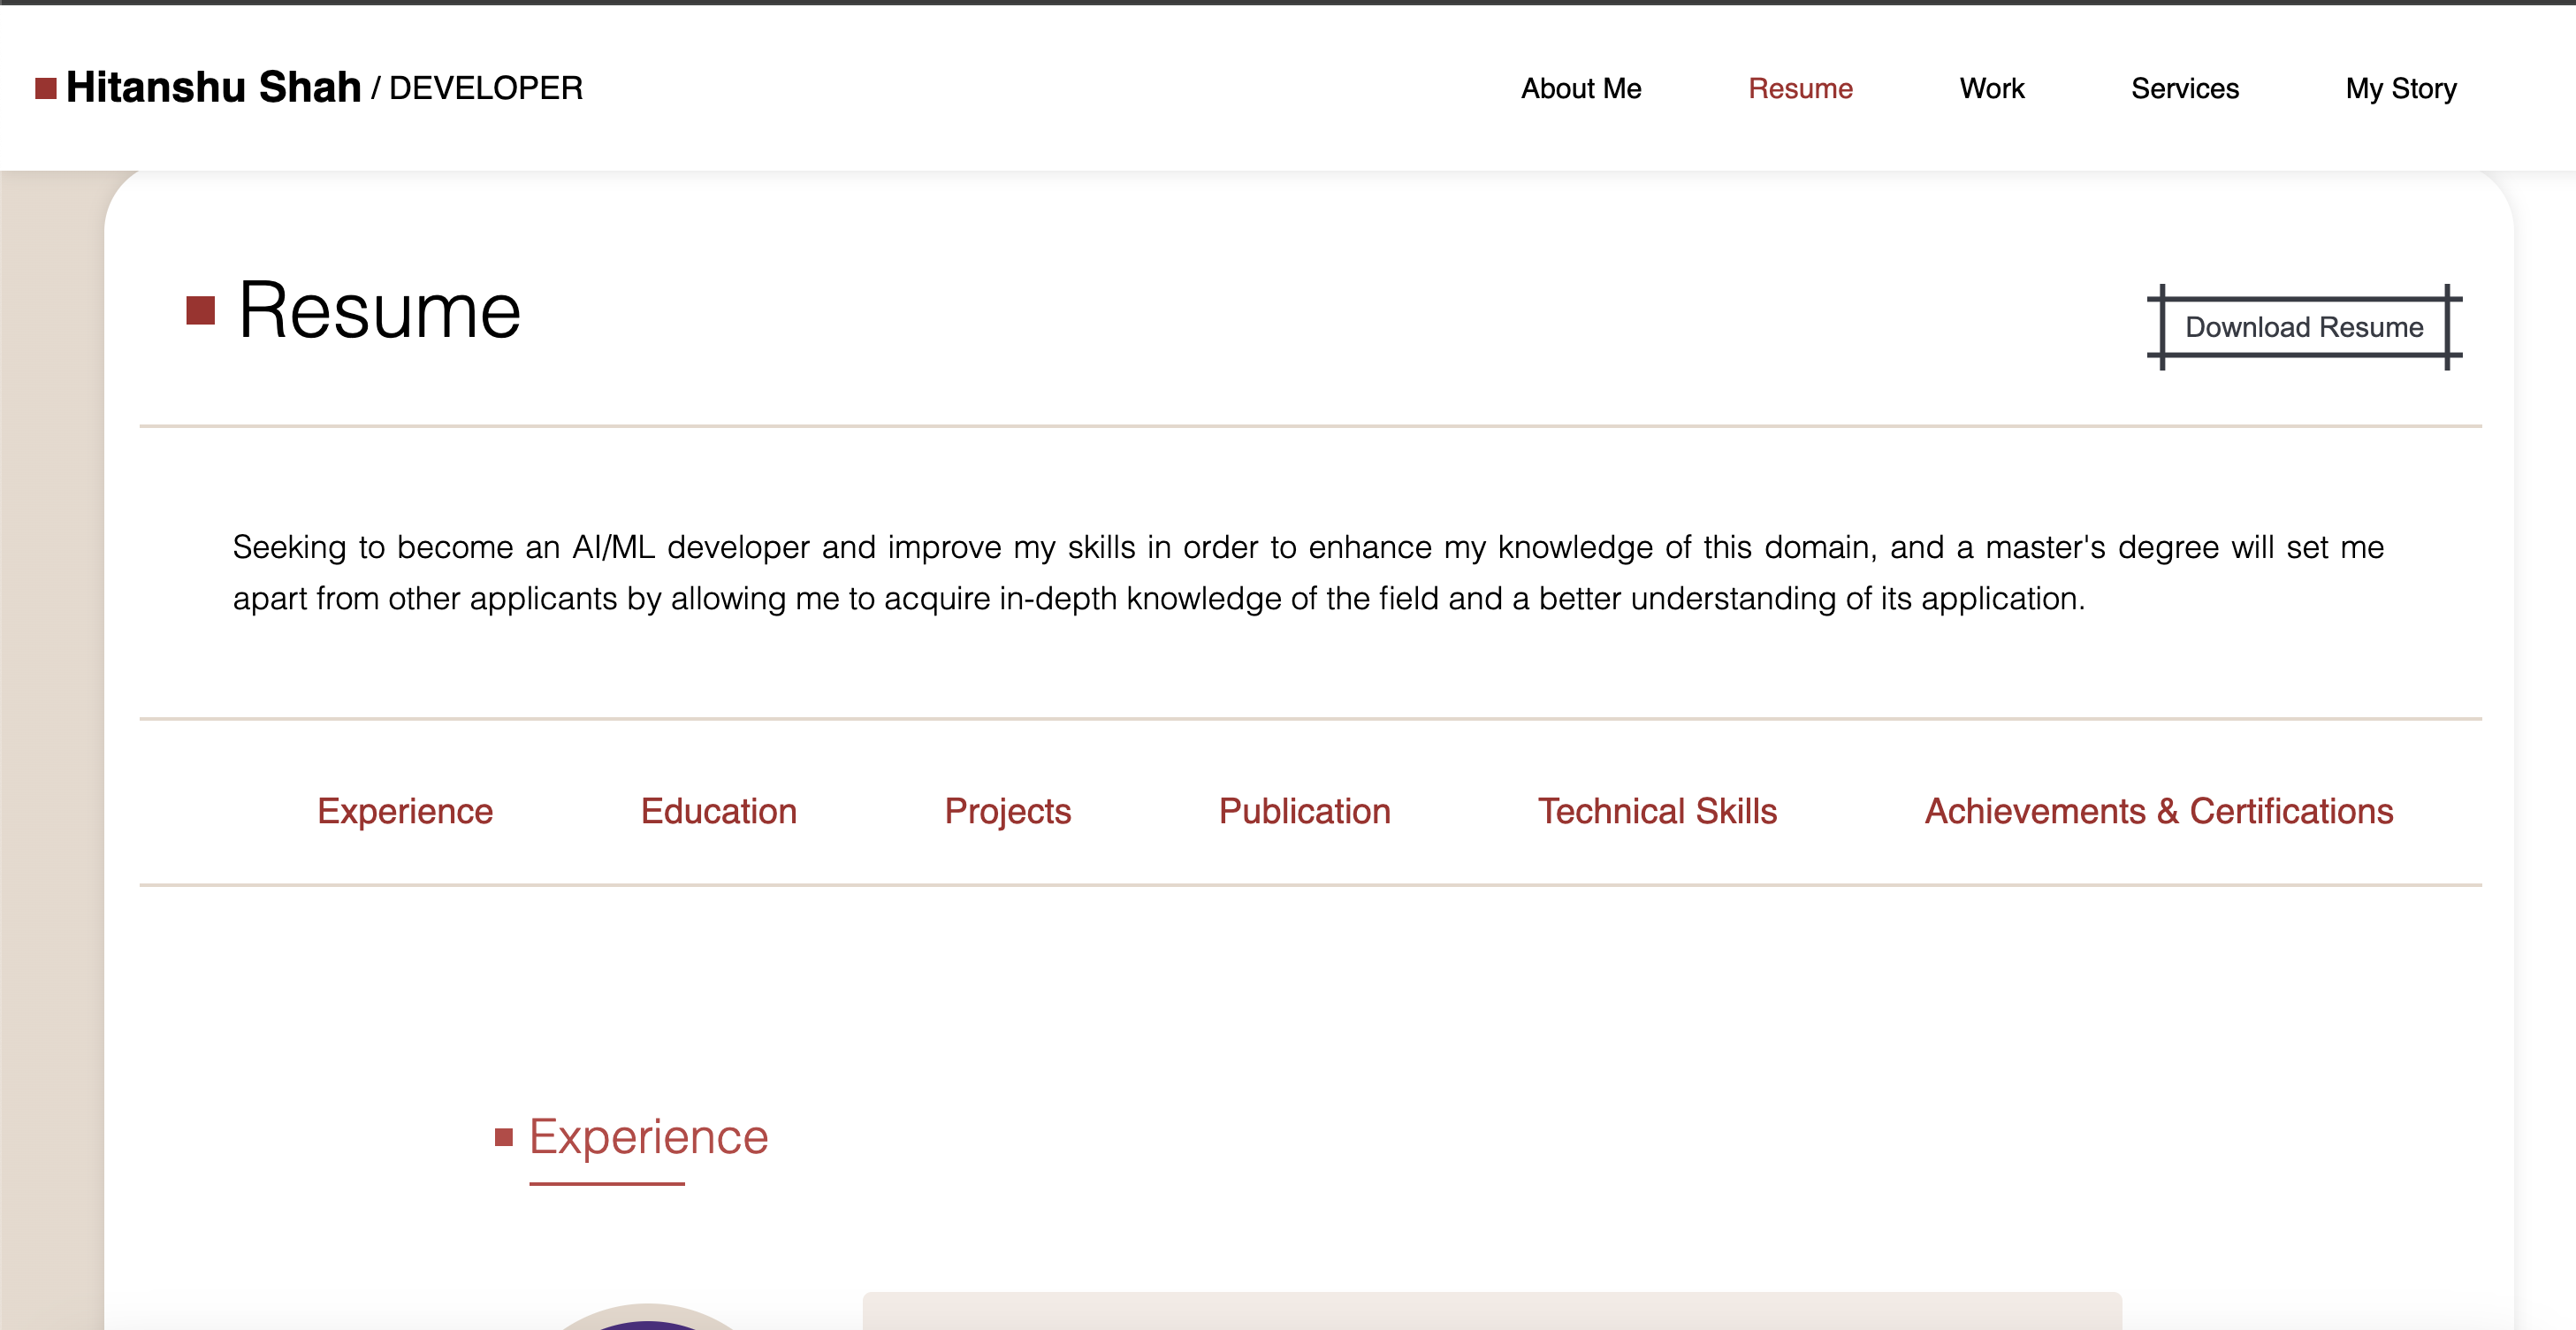 Hitanshu Shah / DEVELOPER
About Me Resume Work Services My Story
Resume
Download Resume
Seeking to become an AI/ML developer and improve my skills in order to enhance my knowledge of this domain, and a master's degree will set me
apart from other applicants by allowing me to acquire in-depth knowledge of the field and a better understanding of its application.
Experience Education Projects Publication Technical Skills Achievements & Certifications
Experience